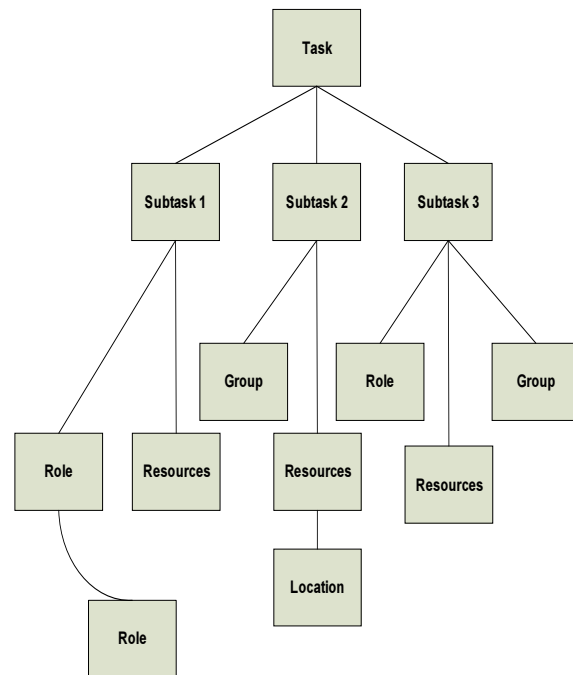 Task
Subtask 1
Subtask 2
Subtask 3
Group
Role
Group
Role
Resources
Resources
Resources
Location
Role